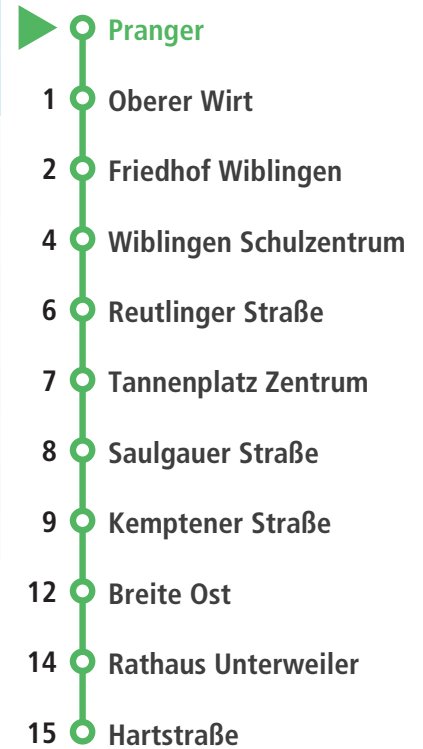 Pranger
1 Oberer Wirt
2 Friedhof Wiblingen
4 Wiblingen Schulzentrum
6 Reutlinger Straße
7 Tannenplatz Zentrum
8 Saulgauer Straße
9 Kemptener Straße
12 Breite Ost
14 Rathaus Unterweiler
15 Hartstraße